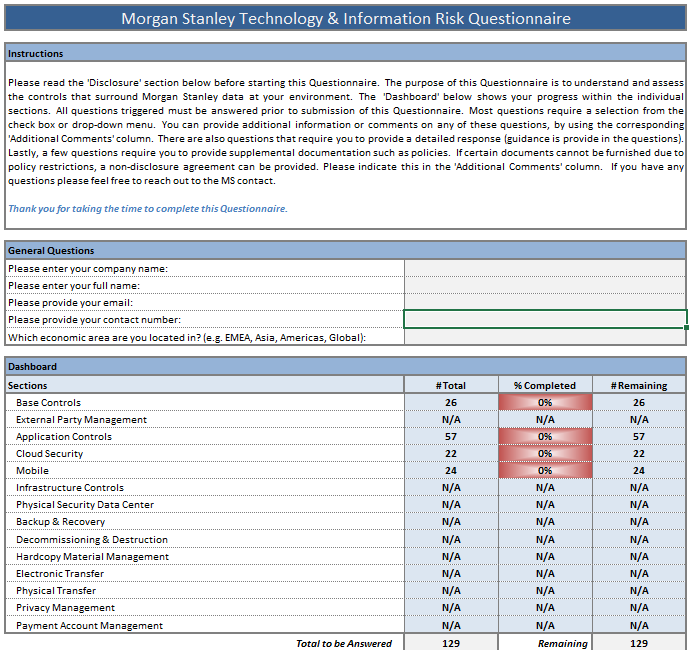 Morgan Stanley Technology & Information Risk Questionnaire
Instructions
Please read the 'Disclosure' section below before starting this Questionnaire. The purpose of this Questionnaire is to understand and assess
the controls that surround Morgan Stanley data at your environment. The 'Dashboard' below shows your progress within the individual
sections. All questions triggered must be answered prior to submission of this Questionnaire. Most questions require a selection from the
check box or drop-down menu. You can provide additional information or comments on any of these questions, by using the corresponding
'Additional Comments' column. There are also questions that require you to provide a detailed response (guidance is provide in the questions).
Lastly, a few questions require you to provide supplemental documentation such as policies. If certain documents cannot be furnished due to
policy restrictions, a non-disclosure agreement can be provided. Please indicate this in the 'Additional Comments' column. If you have any
questions please feel free to reach out to the MS contact.
Thank you for taking the time to complete this Questionnaire.
General Questions
Please enter your company name:
Please enter your full name:
Please provide your email:
Please provide your contact number:
Which economic area are you located in? (e.g. EMEA, Asia, Americas, Global):
Dashboard
Sections # Total % Completed # Remaining
Base Controls 26 0% 26
External Party Management N/A N/A N/A
Application Controls 57 0% 57
Cloud Security 22 0% 22
Mobile 24 0% 24
Infrastructure Controls N/A N/A N/A
Physical Security Data Center N/A N/A N/A
Backup & Recovery N/A N/A N/A
Decommissioning & Destruction N/A N/A N/A
Hardcopy Material Management N/A N/A N/A
Electronic Transfer N/A N/A N/A
Physical Transfer N/A N/A N/A
Privacy Management N/A N/A N/A
Payment Account Management N/A N/A N/A
Total to be Answered 129 Remaining 129